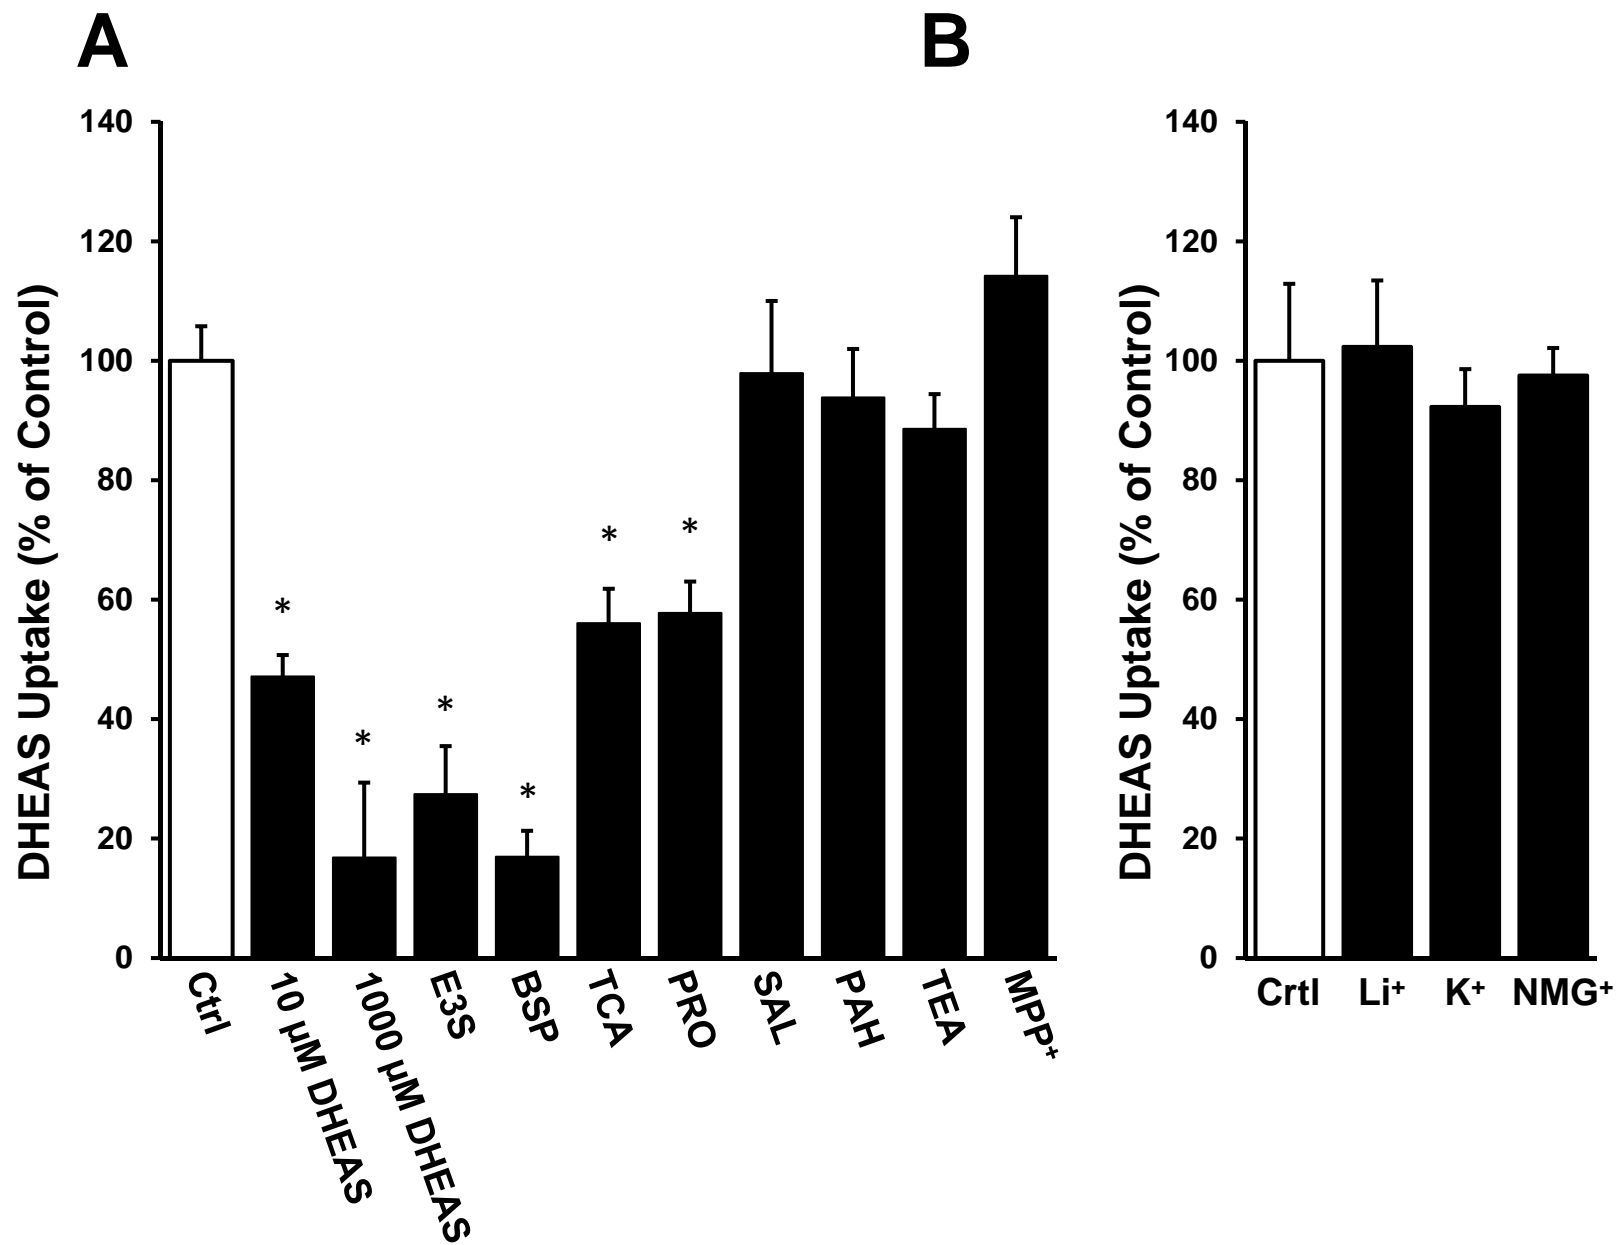 A
B
140
120
100
80
60
40
20
0
DHEAS Uptake (% of Control)
*
*
*
*
*
*
Ctrl
10 µM DHEAS
1000 µM DHEAS
E3S
BSP
TCA
PRO
SAL
PAH
TEA
MPP⁺
140
120
100
80
60
40
20
0
DHEAS Uptake (% of Control)
Crtl
Li⁺
K⁺
NMG⁺